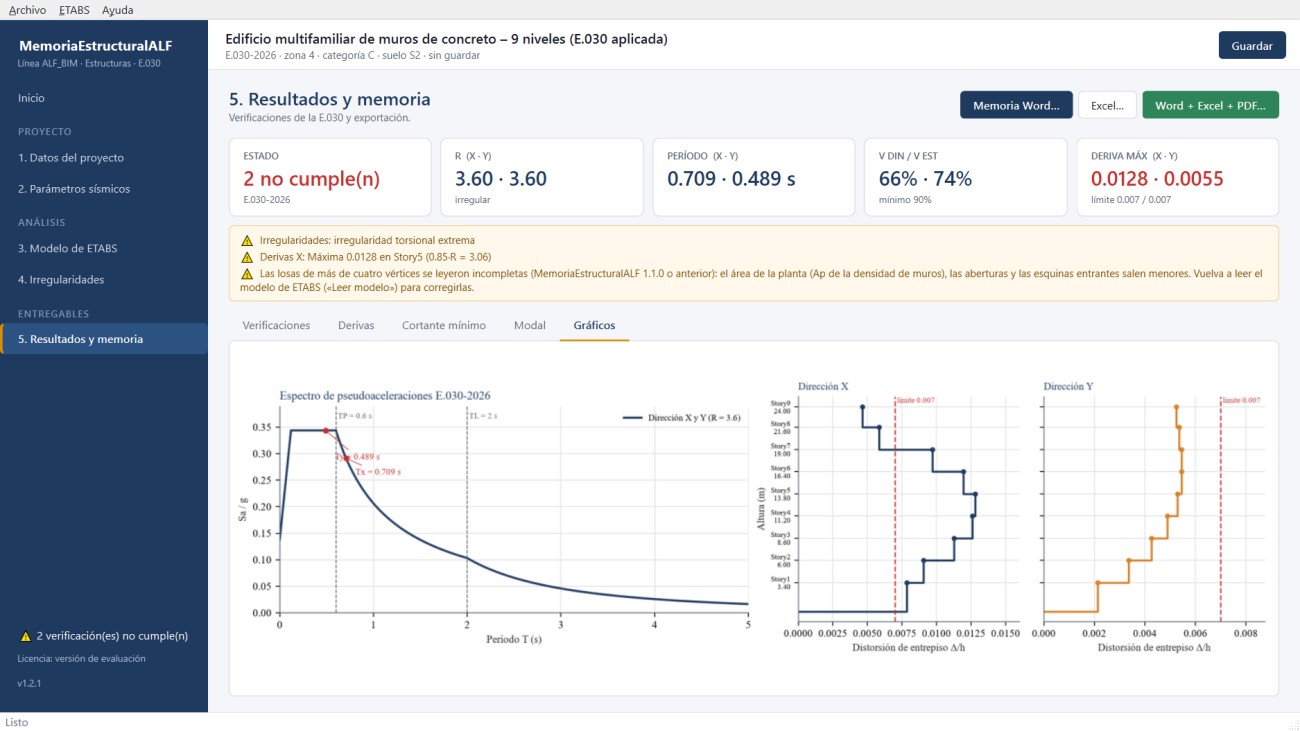 Archivo ETABS Ayuda
MemoriaEstructuralALF
Línea ALF_BIM · Estructuras · E.030
Inicio
PROYECTO
1. Datos del proyecto
2. Parámetros sísmicos
ANÁLISIS
3. Modelo de ETABS
4. Irregularidades
ENTREGABLES
5. Resultados y memoria
2 verificación(es) no cumple(n)
Licencia: versión de evaluación
v1.2.1
Listo
Edificio multifamiliar de muros de concreto – 9 niveles (E.030 aplicada)
E.030-2026 · zona 4 · categoría C · suelo S2 · sin guardar
Guardar
5. Resultados y memoria
Verificaciones de la E.030 y exportación.
Memoria Word... Excel... Word + Excel + PDF...
ESTADO
2 no cumple(n)
E.030-2026
R (X · Y)
3.60 · 3.60
irregular
PERÍODO (X · Y)
0.709 · 0.489 s
V DIN / V EST
66% · 74%
mínimo 90%
DERIVA MÁX (X · Y)
0.0128 · 0.0055
límite 0.007 / 0.007
Irregularidades: irregularidad torsional extrema
Derivas X: Máxima 0.0128 en Story5 (0.85·R = 3.06)
Las losas de más de cuatro vértices se leyeron incompletas (MemoriaEstructuralALF 1.1.0 o anterior): el área de la planta (Ap de la densidad de muros), las aberturas y las esquinas entrantes salen menores. Vuelva a leer el
modelo de ETABS («Leer modelo») para corregirlas.
Verificaciones Derivas Cortante mínimo Modal Gráficos
Espectro de pseudoaceleraciones E.030-2026
TP = 0.6 s
TL = 2 s
Dirección X y Y (R = 3.6)
Ty = 0.489 s
Tx = 0.709 s
Sa / g
0.35
0.30
0.25
0.20
0.15
0.10
0.05
0.00
0 1 2 3 4 5
Periodo T (s)
Dirección X
límite 0.007
Altura (m)
Story9
24.00
Story8
21.60
Story7
19.00
Story6
16.40
Story5
13.80
Story4
11.20
Story3
8.60
Story2
6.00
Story1
3.40
0.0000 0.0025 0.0050 0.0075 0.0100 0.0125 0.0150
Distorsión de entrepiso Δ/h
Dirección Y
límite 0.007
0.000 0.002 0.004 0.006 0.008
Distorsión de entrepiso Δ/h